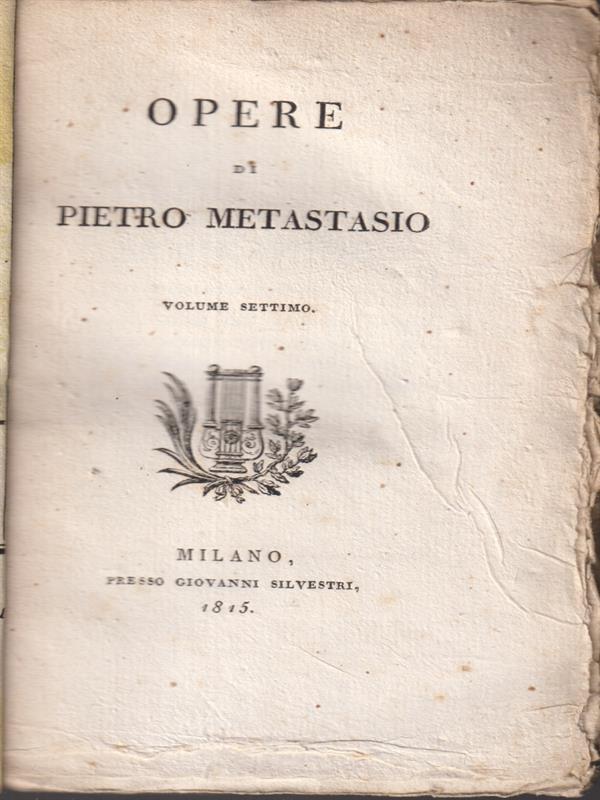 OPERE
DI
PIETRO METASTASIO
VOLUME SETTIMO.
MILANO,
PRESSO GIOVANNI SILVESTRI,
1815.